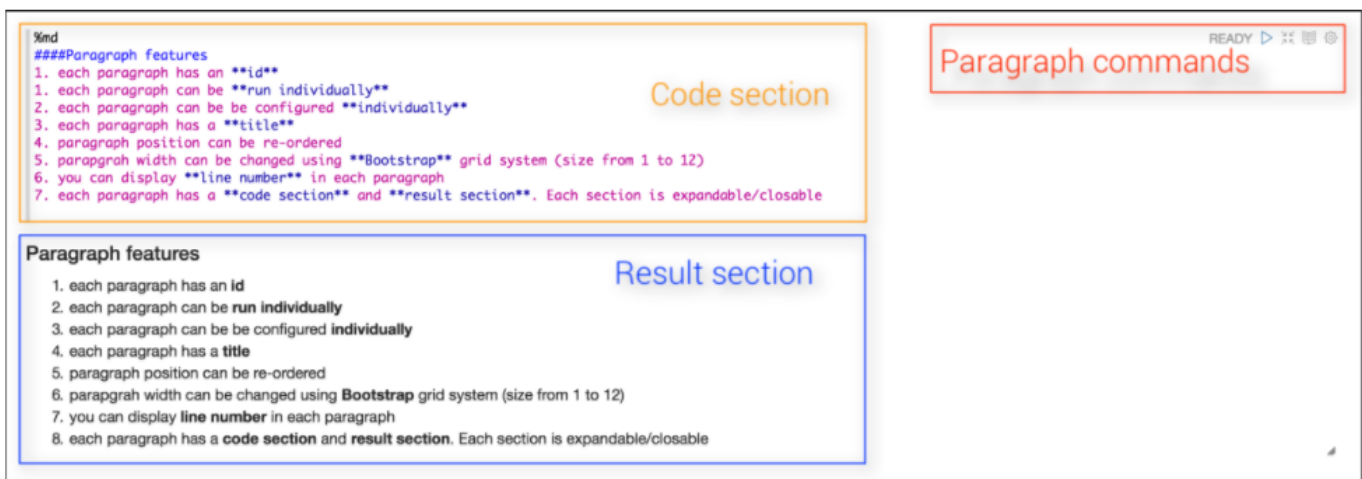 %md
####Paragraph features
1. each paragraph has an **id**
1. each paragraph can be **run individually**
2. each paragraph can be be configured **individually**
3. each paragraph has a **title**
4. paragraph position can be re-ordered
5. parapgrah width can be changed using **Bootstrap** grid system (size from 1 to 12)
6. you can display **line number** in each paragraph
7. each paragraph has a **code section** and **result section**. Each section is expandable/closable
Code section
READY
Paragraph commands
Paragraph features
Result section
1. each paragraph has an id
2. each paragraph can be run individually
3. each paragraph can be be configured individually
4. each paragraph has a title
5. paragraph position can be re-ordered
6. parapgrah width can be changed using Bootstrap grid system (size from 1 to 12)
7. you can display line number in each paragraph
8. each paragraph has a code section and result section. Each section is expandable/closable